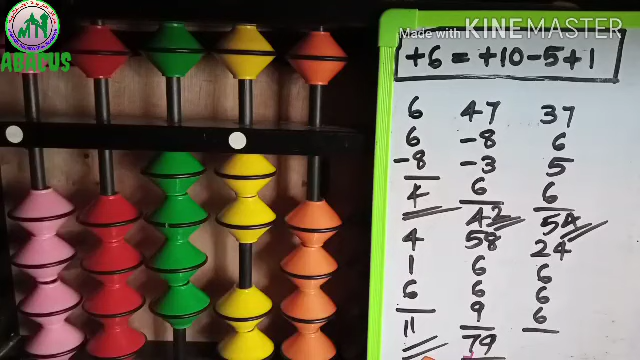 ABACUS
Made with KINEMASTER
+6 = +10-5+1
6 47 37
6 -8 6
-8 -3 5
4 6 6
42 54
4 58 24
1 6 6
6 6 6
11 9 6
79